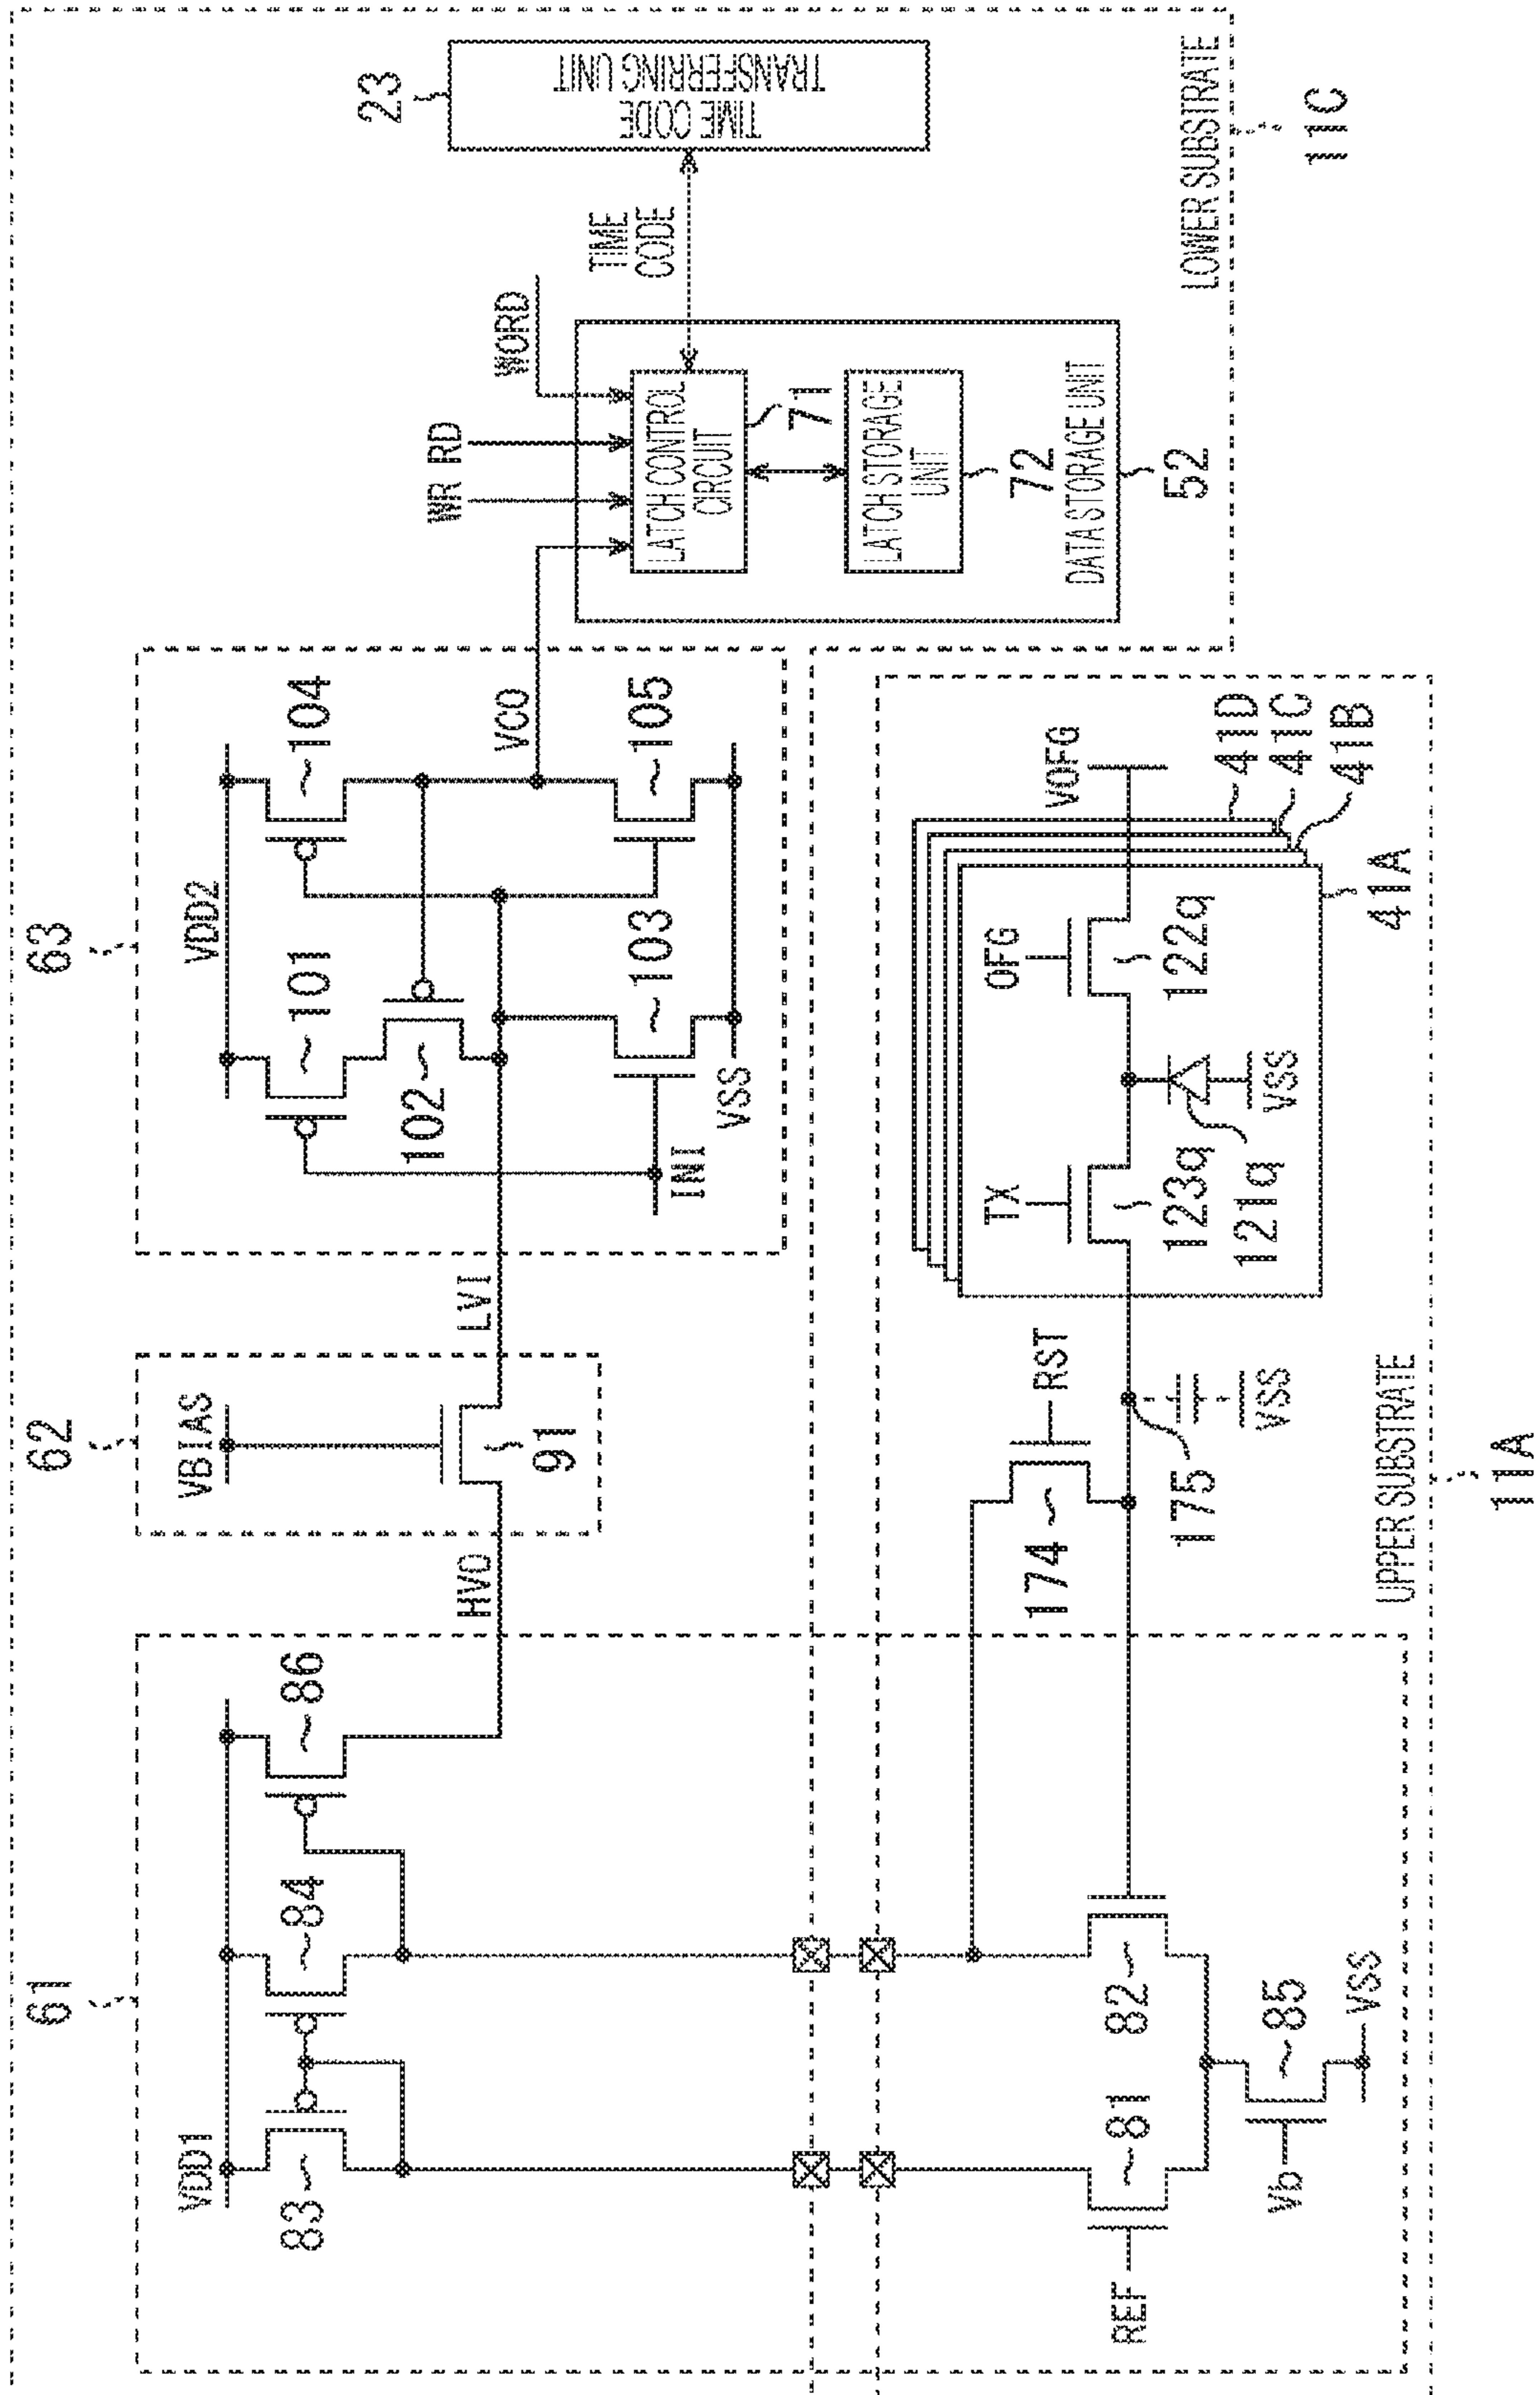 61
62
63
VDD1
83
84
86
HVO
VBIAS
91
LVI
VDD2
101
102
103
104
105
INI
VSS
VCO
WR
RD
WORD
TIME
CODE
23
TIME CODE
TRANSFERRING UNIT
LATCH CONTROL
CIRCUIT
71
LATCH STORAGE
UNIT
72
DATA STORAGE UNIT
52
LOWER SUBSTRATE
11C
REF
81
82
Vb
85
VSS
174
RST
175
VSS
TX
123q
121q
VSS
OFG
122q
VOFG
41D
41C
41B
41A
UPPER SUBSTRATE
11A